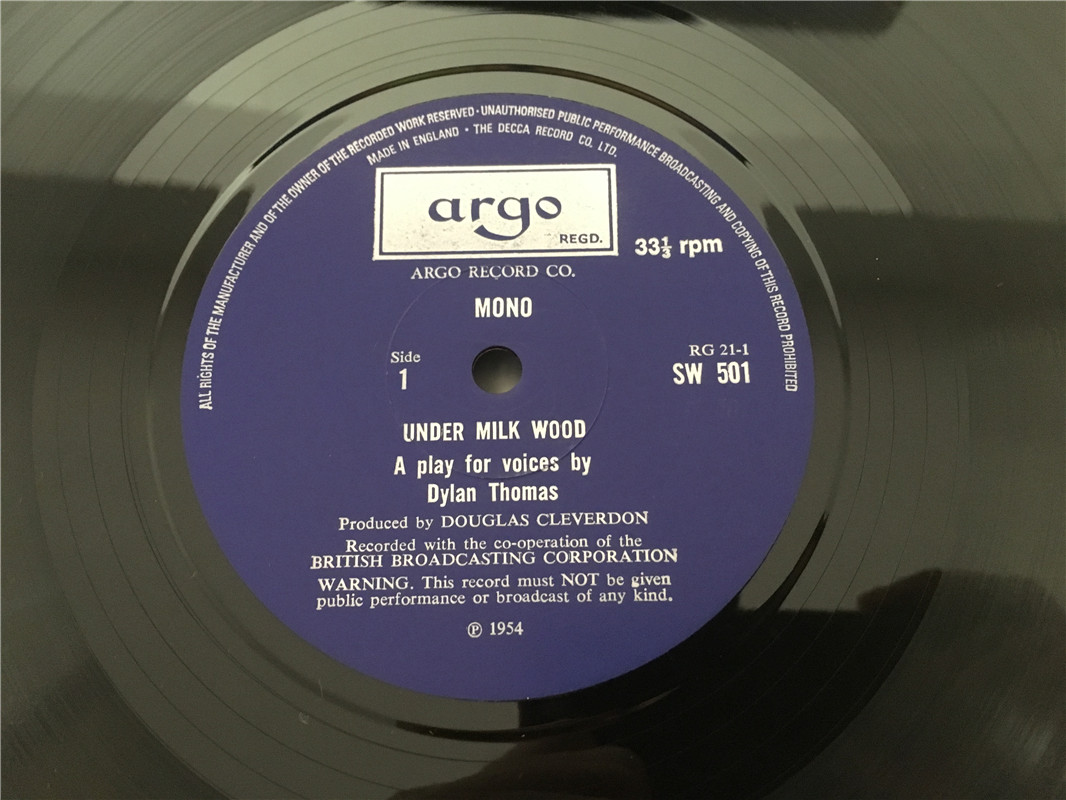 ALL RIGHTS OF THE MANUFACTURER AND OF THE OWNER OF THE RECORDED WORK RESERVED · UNAUTHORISED PUBLIC PERFORMANCE BROADCASTING AND COPYING OF THIS RECORD PROHIBITED
MADE IN ENGLAND · THE DECCA RECORD CO. LTD.
argo
REGD.
33⅓ rpm
ARGO RECORD CO.
MONO
Side
1
RG 21-1
SW 501
UNDER MILK WOOD
A play for voices by
Dylan Thomas
Produced by DOUGLAS CLEVERDON
Recorded with the co-operation of the
BRITISH BROADCASTING CORPORATION
WARNING. This record must NOT be given
public performance or broadcast of any kind.
℗ 1954